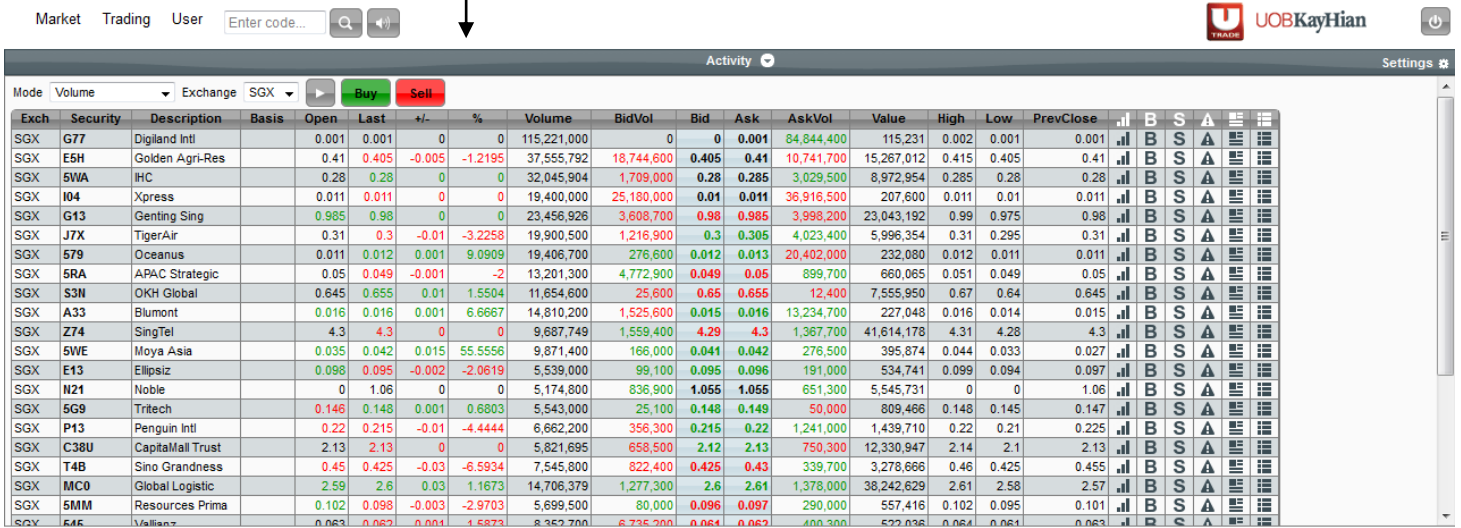 Market Trading User Enter code... U TRADE UOBKayHian
Activity Settings
Mode Volume Exchange SGX Buy Sell
Exch Security Description Basis Open Last +/- % Volume BidVol Bid Ask AskVol Value High Low PrevClose B S A
SGX G77 Digiland Intl 0.001 0.001 0 0 115,221,000 0 0 0.001 84,844,400 115,231 0.002 0.001 0.001 B S A
SGX E5H Golden Agri-Res 0.41 0.405 -0.005 -1.2195 37,555,792 18,744,600 0.405 0.41 10,741,700 15,267,012 0.415 0.405 0.41 B S A
SGX 5WA IHC 0.28 0.28 0 0 32,045,904 1,709,000 0.28 0.285 3,029,500 8,972,954 0.285 0.28 0.28 B S A
SGX I04 Xpress 0.011 0.011 0 0 19,400,000 25,180,000 0.01 0.011 36,916,500 207,600 0.011 0.01 0.011 B S A
SGX G13 Genting Sing 0.985 0.98 0 0 23,456,926 3,608,700 0.98 0.985 3,998,200 23,043,192 0.99 0.975 0.98 B S A
SGX J7X TigerAir 0.31 0.3 -0.01 -3.2258 19,900,500 1,216,900 0.3 0.305 4,023,400 5,996,354 0.31 0.295 0.31 B S A
SGX 579 Oceanus 0.011 0.012 0.001 9.0909 19,406,700 276,600 0.012 0.013 20,402,000 232,080 0.012 0.011 0.011 B S A
SGX 5RA APAC Strategic 0.05 0.049 -0.001 -2 13,201,300 4,772,900 0.049 0.05 899,700 660,065 0.051 0.049 0.05 B S A
SGX S3N OKH Global 0.645 0.655 0.01 1.5504 11,654,600 25,600 0.65 0.655 12,400 7,555,950 0.67 0.64 0.645 B S A
SGX A33 Blumont 0.016 0.016 0.001 6.6667 14,810,200 1,525,600 0.015 0.016 13,234,700 227,048 0.016 0.014 0.015 B S A
SGX Z74 SingTel 4.3 4.3 0 0 9,687,749 1,559,400 4.29 4.3 1,367,700 41,614,178 4.31 4.28 4.3 B S A
SGX 5WE Moya Asia 0.035 0.042 0.015 55.5556 9,871,400 166,000 0.041 0.042 276,500 395,874 0.044 0.033 0.027 B S A
SGX E13 Ellipsiz 0.098 0.095 -0.002 -2.0619 5,539,000 99,100 0.095 0.096 191,000 534,741 0.099 0.094 0.097 B S A
SGX N21 Noble 0 1.06 0 5,174,800 836,900 1.055 1.055 651,300 5,545,731 0 0 1.06 B S A
SGX 5G9 Tritech 0.146 0.148 0.001 0.6803 5,543,000 25,100 0.148 0.149 50,000 809,466 0.148 0.145 0.147 B S A
SGX P13 Penguin Intl 0.22 0.215 -0.01 -4.4444 6,662,200 356,300 0.215 0.22 1,241,000 1,439,710 0.22 0.21 0.225 B S A
SGX C38U CapitaMall Trust 2.13 2.13 0 0 5,821,695 658,500 2.12 2.13 750,300 12,330,947 2.14 2.1 2.13 B S A
SGX T4B Sino Grandness 0.45 0.425 -0.03 -6.5934 7,545,800 822,400 0.425 0.43 339,700 3,278,666 0.46 0.425 0.455 B S A
SGX MC0 Global Logistic 2.59 2.6 0.03 1.1673 14,706,379 1,277,300 2.6 2.61 1,378,000 38,242,629 2.61 2.58 2.57 B S A
SGX 5MM Resources Prima 0.102 0.098 -0.003 -2.9703 5,699,500 80,000 0.096 0.097 290,000 557,416 0.102 0.095 0.101 B S A
SGX 545 Vallianz 0.063 0.062 0.001 1.5873 8,352,700 6,735,200 0.061 0.062 400,300 522,036 0.064 0.061 0.063 B S A